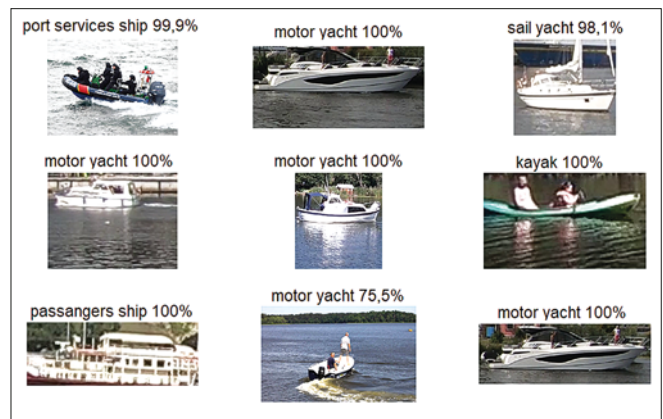 port services ship 99,9%
motor yacht 100%
sail yacht 98,1%
motor yacht 100%
motor yacht 100%
kayak 100%
passangers ship 100%
motor yacht 75,5%
motor yacht 100%